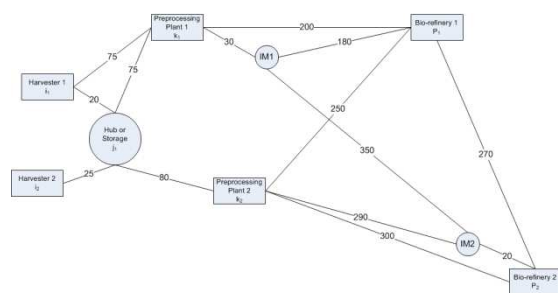 Preprocessing
Plant 1
k₁
200
Bio-refinery 1
P₁
30
IM1
180
75
75
Harvester 1
i₁
20
Hub or
Storage
j₁
250
350
270
Harvester 2
i₂
25
80
Preprocessing
Plant 2
k₂
290
300
IM2
20
Bio-refinery 2
P₂